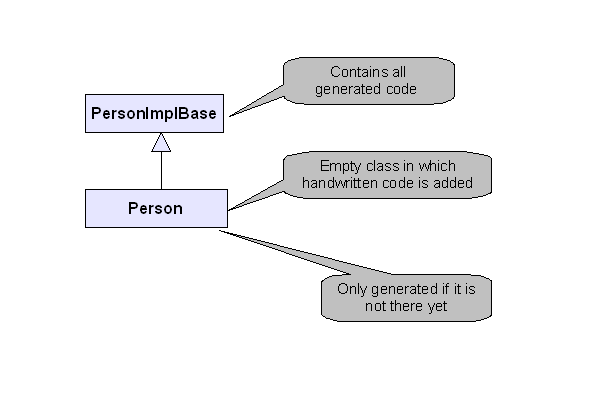 Contains all
generated code
PersonImplBase
Empty class in which
handwritten code is added
Person
Only generated if it is
not there yet